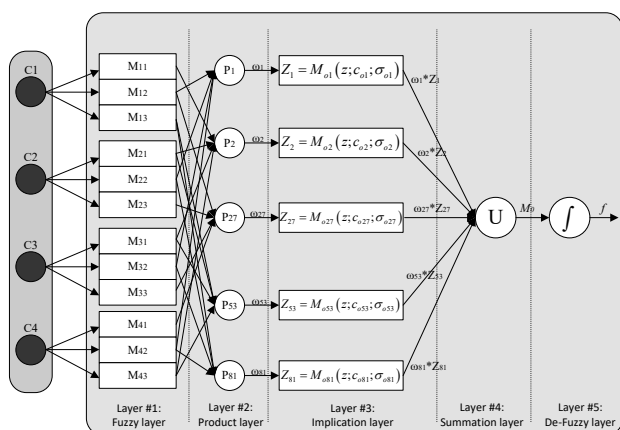 C1
C2
C3
C4
M11
M12
M13
M21
M22
M23
M31
M32
M33
M41
M42
M43
P1
P2
P27
P53
P81
ω1
ω2
ω27
ω53
ω81
Z₁ = Mₒ₁(z; cₒ₁; σₒ₁)
Z₂ = Mₒ₂(z; cₒ₂; σₒ₂)
Z₂₇ = Mₒ₂₇(z; cₒ₂₇; σₒ₂₇)
Z₅₃ = Mₒ₅₃(z; cₒ₅₃; σₒ₅₃)
Z₈₁ = Mₒ₈₁(z; cₒ₈₁; σₒ₈₁)
ω1*Z1
ω2*Z2
ω27*Z27
ω53*Z53
ω81*Z81
U
M₀
∫
f
Layer #1:
Fuzzy layer
Layer #2:
Product layer
Layer #3:
Implication layer
Layer #4:
Summation layer
Layer #5:
De-Fuzzy layer